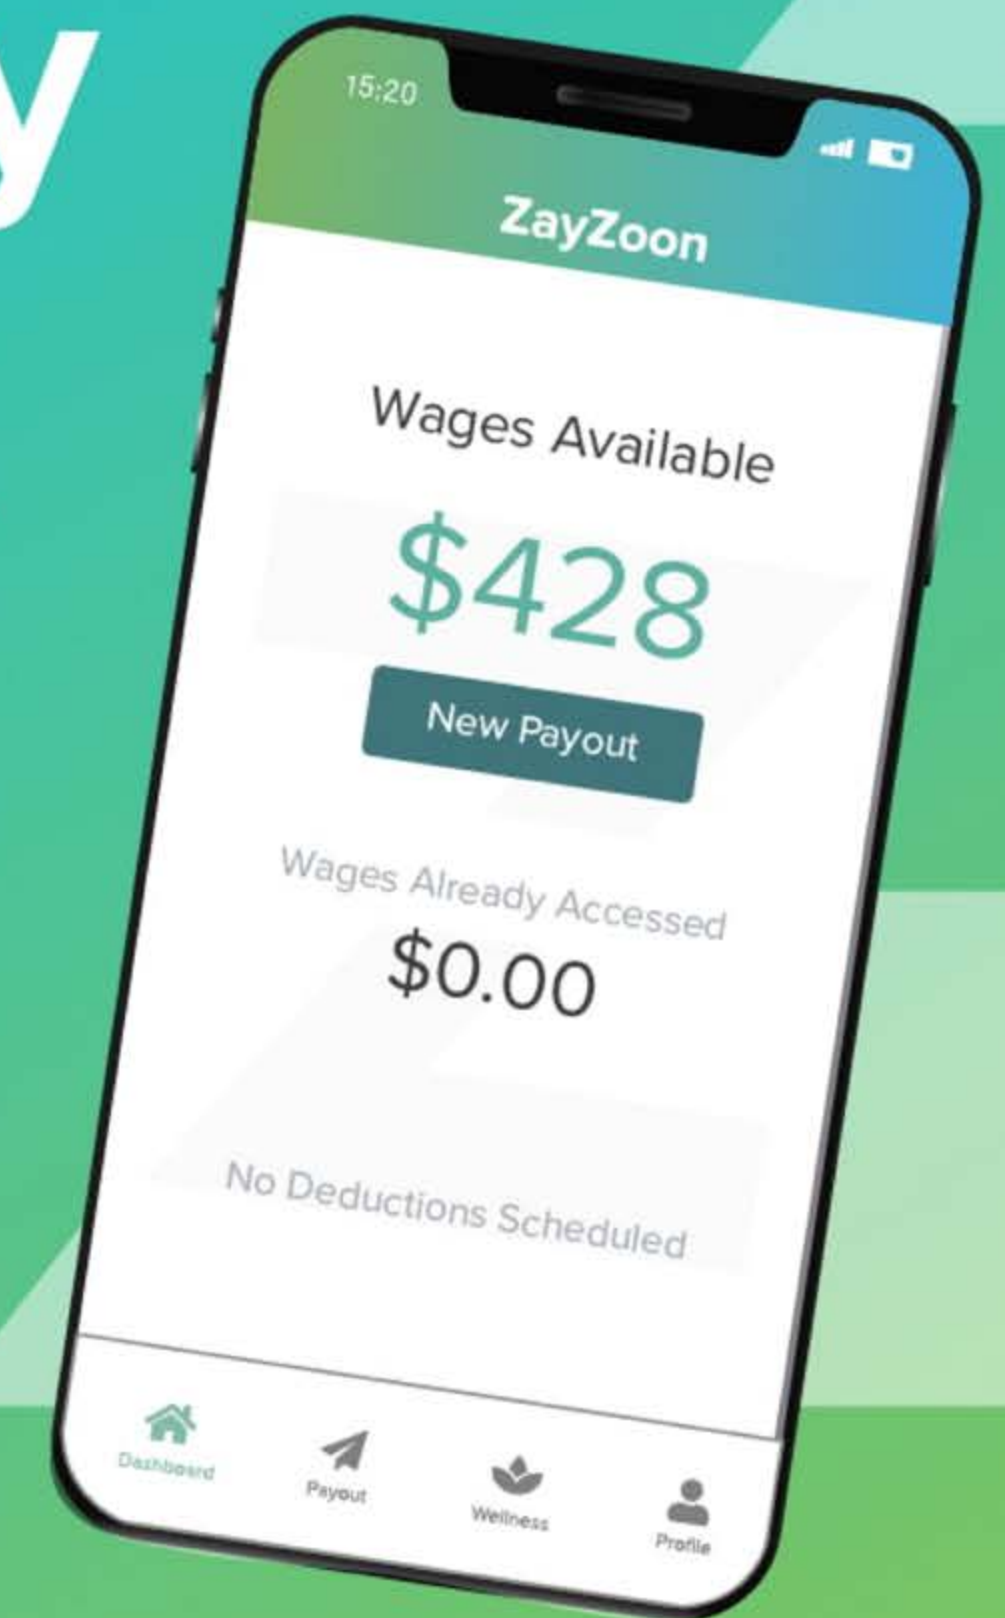 y
15:20
ZayZoon
Wages Available
$428
New Payout
Wages Already Accessed
$0.00
No Deductions Scheduled
Dashboard
Payout
Wellness
Profile